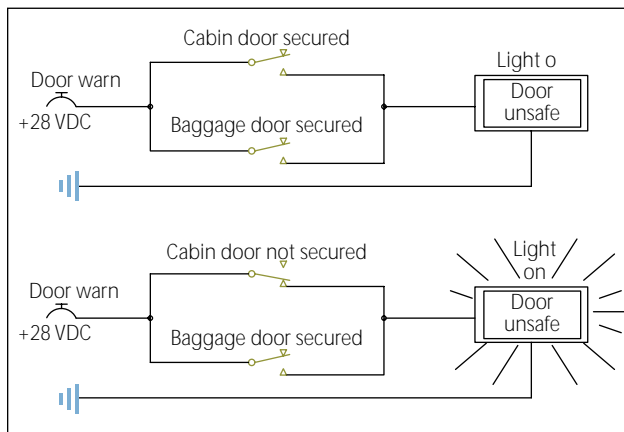 Cabin door secured
Light o
Door warn
Door
unsafe
+28 VDC
Baggage door secured
Cabin door not secured
Light
on
Door warn
Door
unsafe
+28 VDC
Baggage door secured